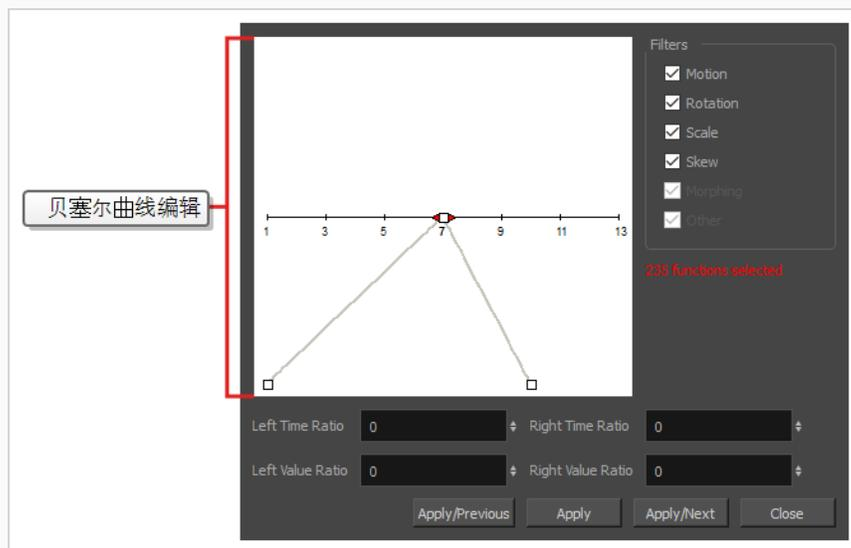 Filters
Motion
Rotation
Scale
Skew
Morphing
Other
贝塞尔曲线编辑
1 3 5 7 9 11 13
235 functions selected
Left Time Ratio 0 Right Time Ratio 0
Left Value Ratio 0 Right Value Ratio 0
Apply/Previous Apply Apply/Next Close